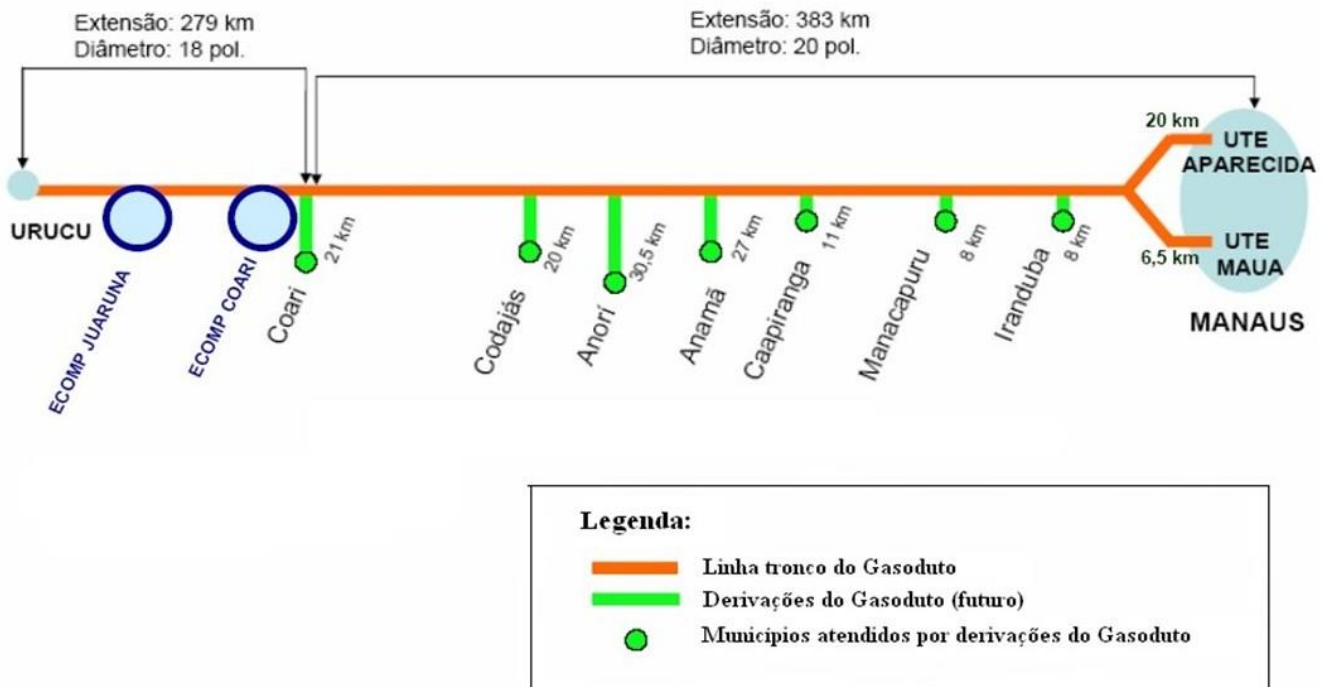 Extensão: 279 km
Diâmetro: 18 pol.
Extensão: 383 km
Diâmetro: 20 pol.
20 km
UTE
APARECIDA
URUCU
6,5 km
UTE
MAUA
MANAUS
ECOMP JUARUNA
ECOMP COARI
21 km
Coari
20 km
Codajás
30,5 km
Anorí
27 km
Anamã
11 km
Caapiranga
8 km
Manacapuru
8 km
Iranduba
Legenda:
Linha tronco do Gasoduto
Derivações do Gasoduto (futuro)
Municípios atendidos por derivações do Gasoduto